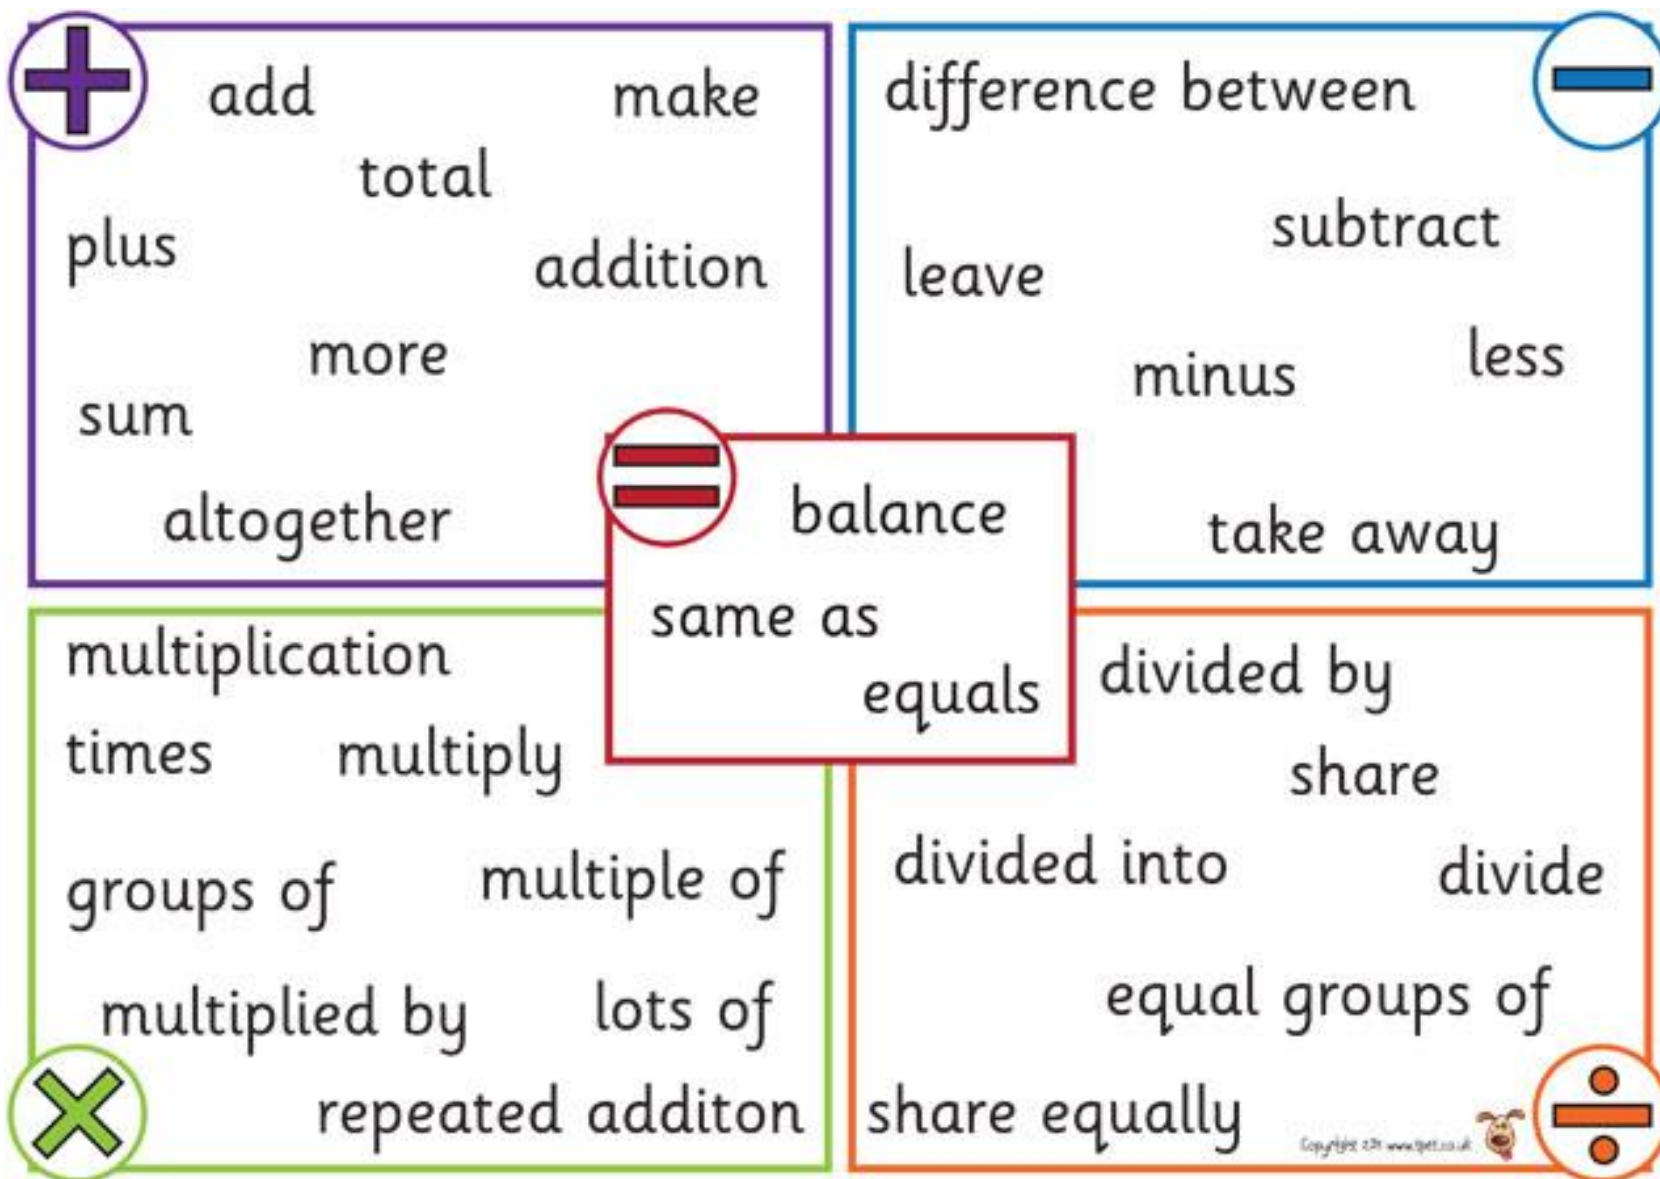 add
make
total
plus
addition
more
sum
altogether
difference between
subtract
leave
minus
less
take away
balance
same as
equals
multiplication
times
multiply
groups of
multiple of
multiplied by
lots of
repeated additon
divided by
share
divided into
divide
equal groups of
share equally
Copyright